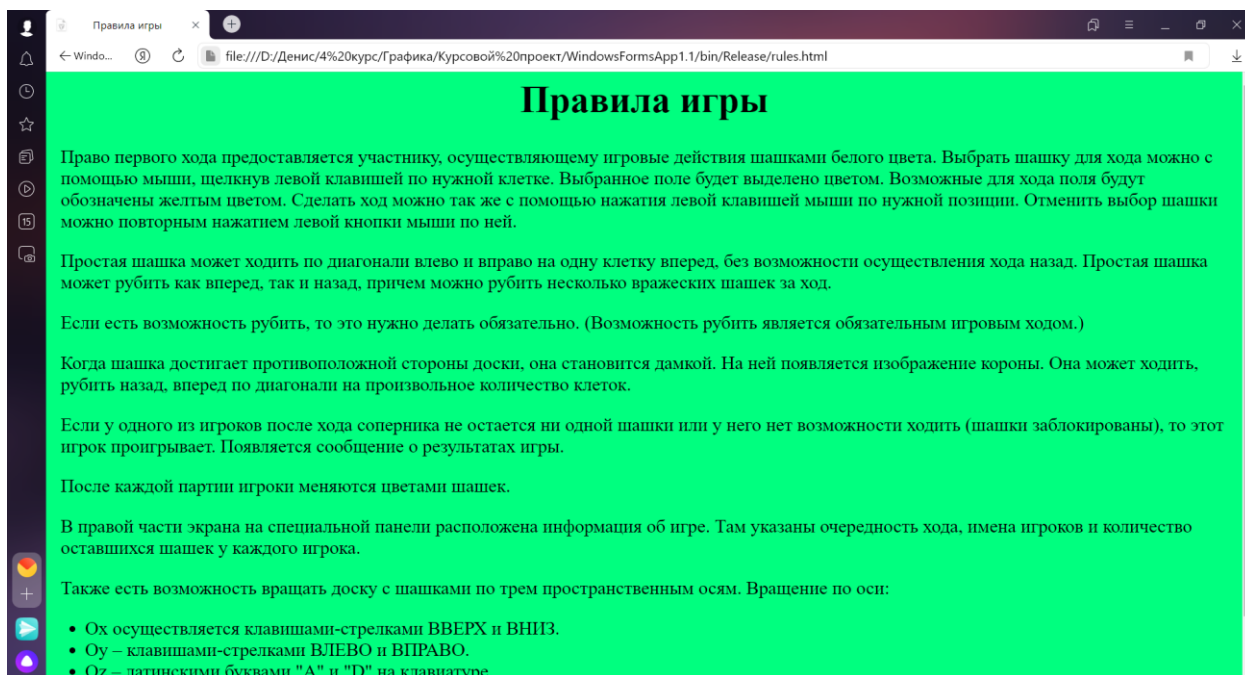 Правила игры
← Windo...
file:///D:/Денис/4%20курс/Графика/Курсовой%20проект/WindowsFormsApp1.1/bin/Release/rules.html
15
Правила игры
Право первого хода предоставляется участнику, осуществляющему игровые действия шашками белого цвета. Выбрать шашку для хода можно с
помощью мыши, щелкнув левой клавишей по нужной клетке. Выбранное поле будет выделено цветом. Возможные для хода поля будут
обозначены желтым цветом. Сделать ход можно так же с помощью нажатия левой клавишей мыши по нужной позиции. Отменить выбор шашки
можно повторным нажатием левой кнопки мыши по ней.
Простая шашка может ходить по диагонали влево и вправо на одну клетку вперед, без возможности осуществления хода назад. Простая шашка
может рубить как вперед, так и назад, причем можно рубить несколько вражеских шашек за ход.
Если есть возможность рубить, то это нужно делать обязательно. (Возможность рубить является обязательным игровым ходом.)
Когда шашка достигает противоположной стороны доски, она становится дамкой. На ней появляется изображение короны. Она может ходить,
рубить назад, вперед по диагонали на произвольное количество клеток.
Если у одного из игроков после хода соперника не остается ни одной шашки или у него нет возможности ходить (шашки заблокированы), то этот
игрок проигрывает. Появляется сообщение о результатах игры.
После каждой партии игроки меняются цветами шашек.
В правой части экрана на специальной панели расположена информация об игре. Там указаны очередность хода, имена игроков и количество
оставшихся шашек у каждого игрока.
Также есть возможность вращать доску с шашками по трем пространственным осям. Вращение по оси:
• Ox осуществляется клавишами-стрелками ВВЕРХ и ВНИЗ.
• Oy – клавишами-стрелками ВЛЕВО и ВПРАВО.
• Oz – латинскими буквами "A" и "D" на клавиатуре